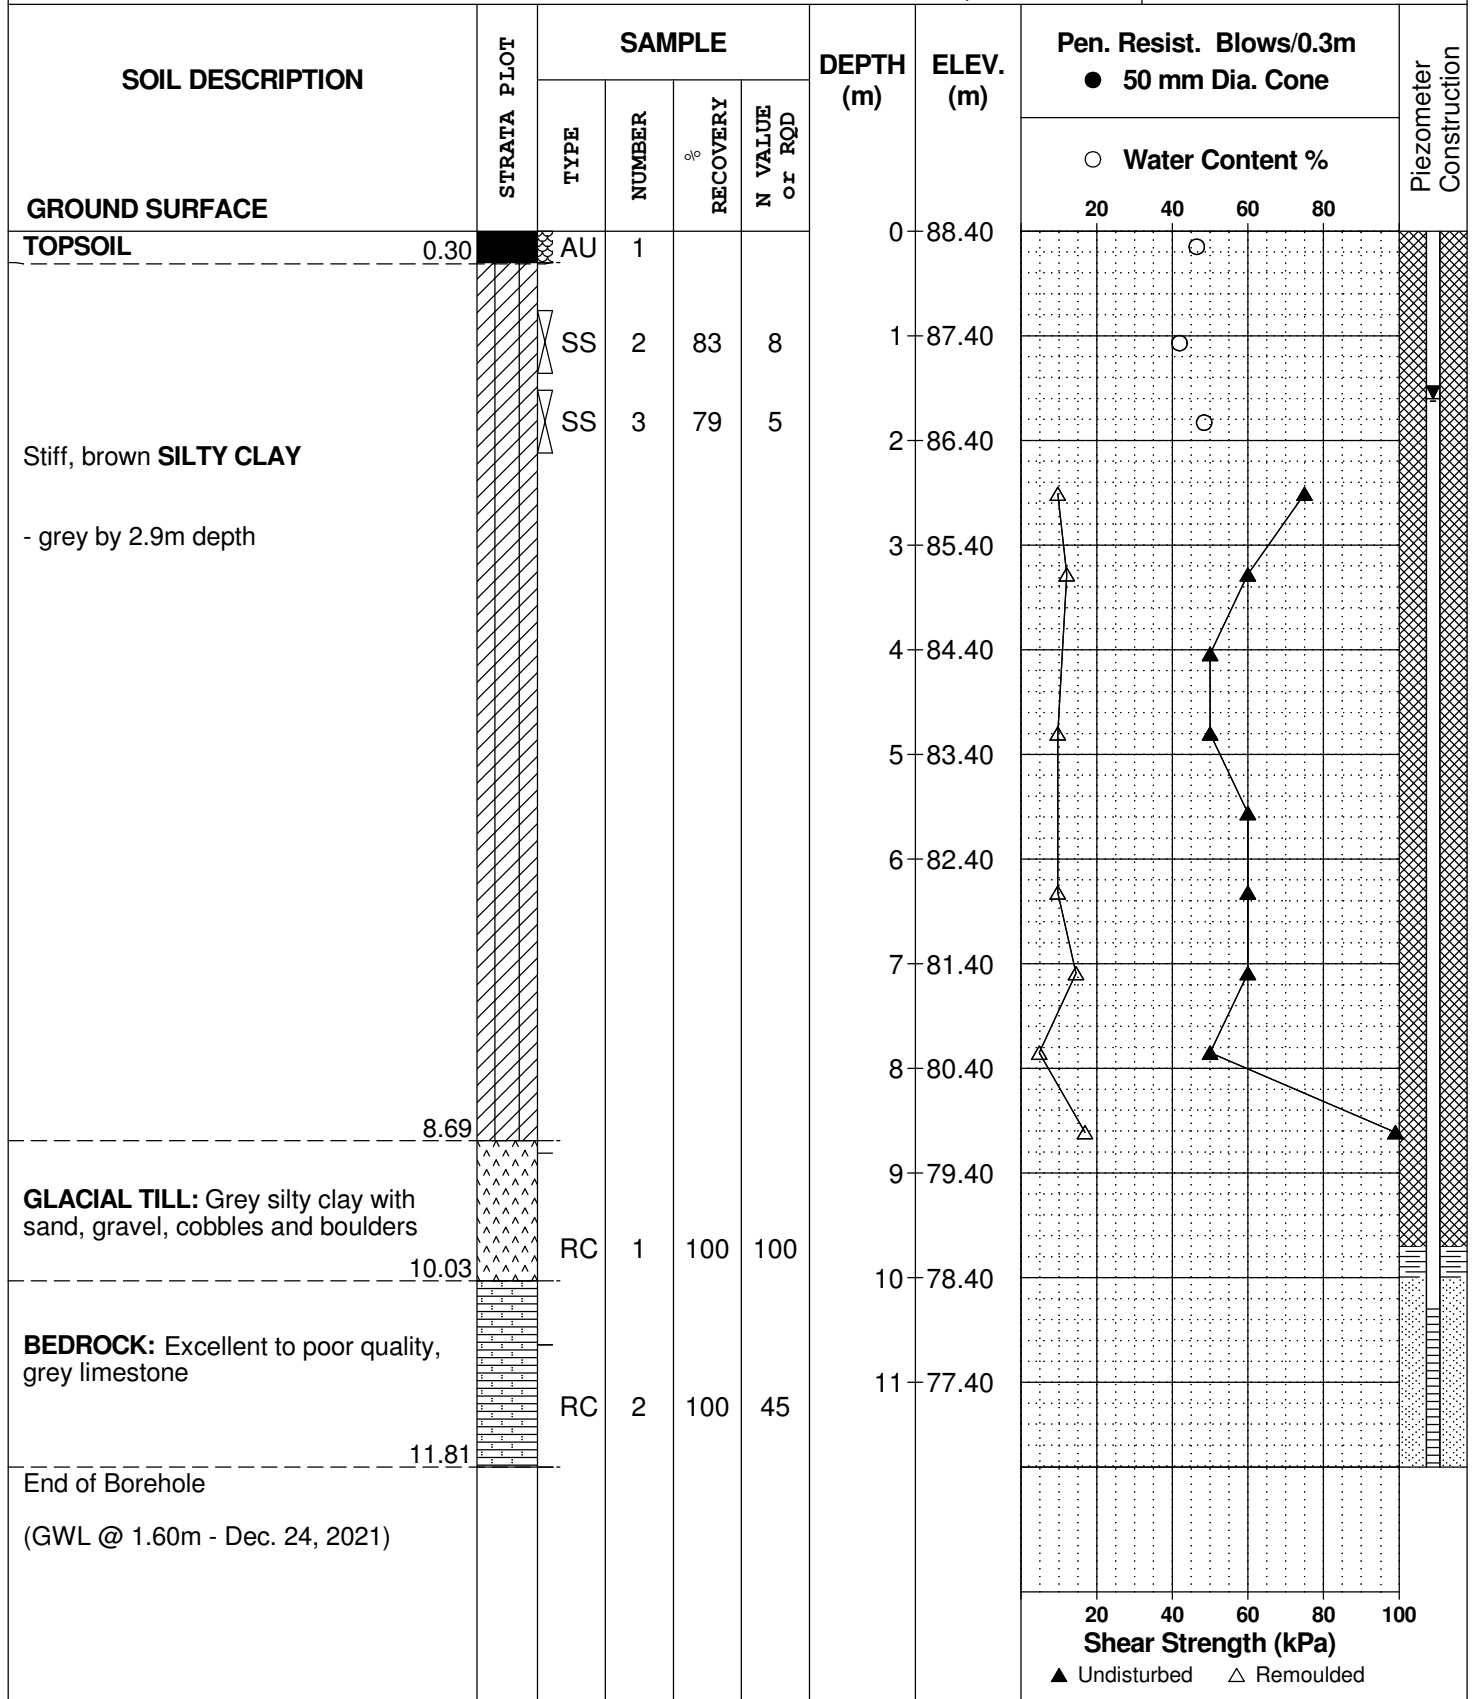 SOIL DESCRIPTION
GROUND SURFACE
STRATA PLOT
SAMPLE
TYPE
NUMBER
%
RECOVERY
N VALUE
or RQD
DEPTH
(m)
ELEV.
(m)
Pen. Resist. Blows/0.3m
● 50 mm Dia. Cone
○ Water Content %
20 40 60 80
Piezometer
Construction
TOPSOIL 0.30
AU 1
0 88.40
SS 2 83 8
1 87.40
SS 3 79 5
2 86.40
Stiff, brown SILTY CLAY
- grey by 2.9m depth
3 85.40
4 84.40
5 83.40
6 82.40
7 81.40
8 80.40
8.69
9 79.40
GLACIAL TILL: Grey silty clay with
sand, gravel, cobbles and boulders
RC 1 100 100
10.03
10 78.40
BEDROCK: Excellent to poor quality,
grey limestone
11 77.40
RC 2 100 45
11.81
End of Borehole
(GWL @ 1.60m - Dec. 24, 2021)
20 40 60 80 100
Shear Strength (kPa)
▲ Undisturbed △ Remoulded